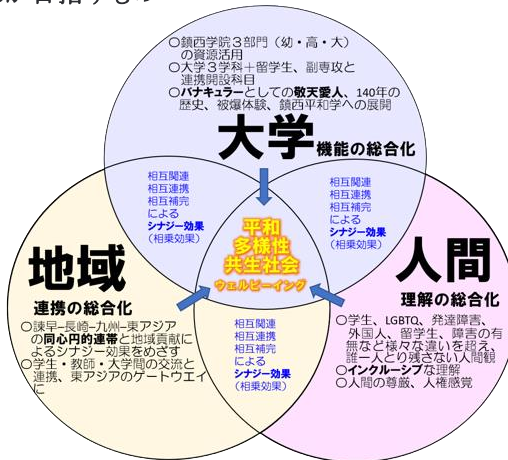 目指すもの
○鎮西学院3部門（幼・高・大）
の資源活用
○大学3学科＋留学生、副専攻と
連携開設科目
○バナキュラーとしての敬天愛人、140年の
歴史、被爆体験、鎮西平和学への展開
大学 機能の総合化
相互関連
相互連携
相互補完
による
シナジー効果
（相乗効果）
相互関連
相互連携
相互補完
による
シナジー効果
（相乗効果）
平和
多様性
共生社会
ウェルビーイング
地域
連携の総合化
○諫早−長崎−九州−東アジア
の同心円的連帯と地域貢献に
よるシナジー効果をめざす
○学生・教師・大学間の交流と
連携、東アジアのゲートウエイ
に
人間
理解の総合化
○学生、LGBTQ、発達障害、
外国人、留学生、障害の有
無など様々な違いを超え、
誰一人とり残さない人間観
○インクルーシブな理解
○人間の尊厳、人権感覚
相互関連
相互連携
相互補完
による
シナジー効果
（相乗効果）